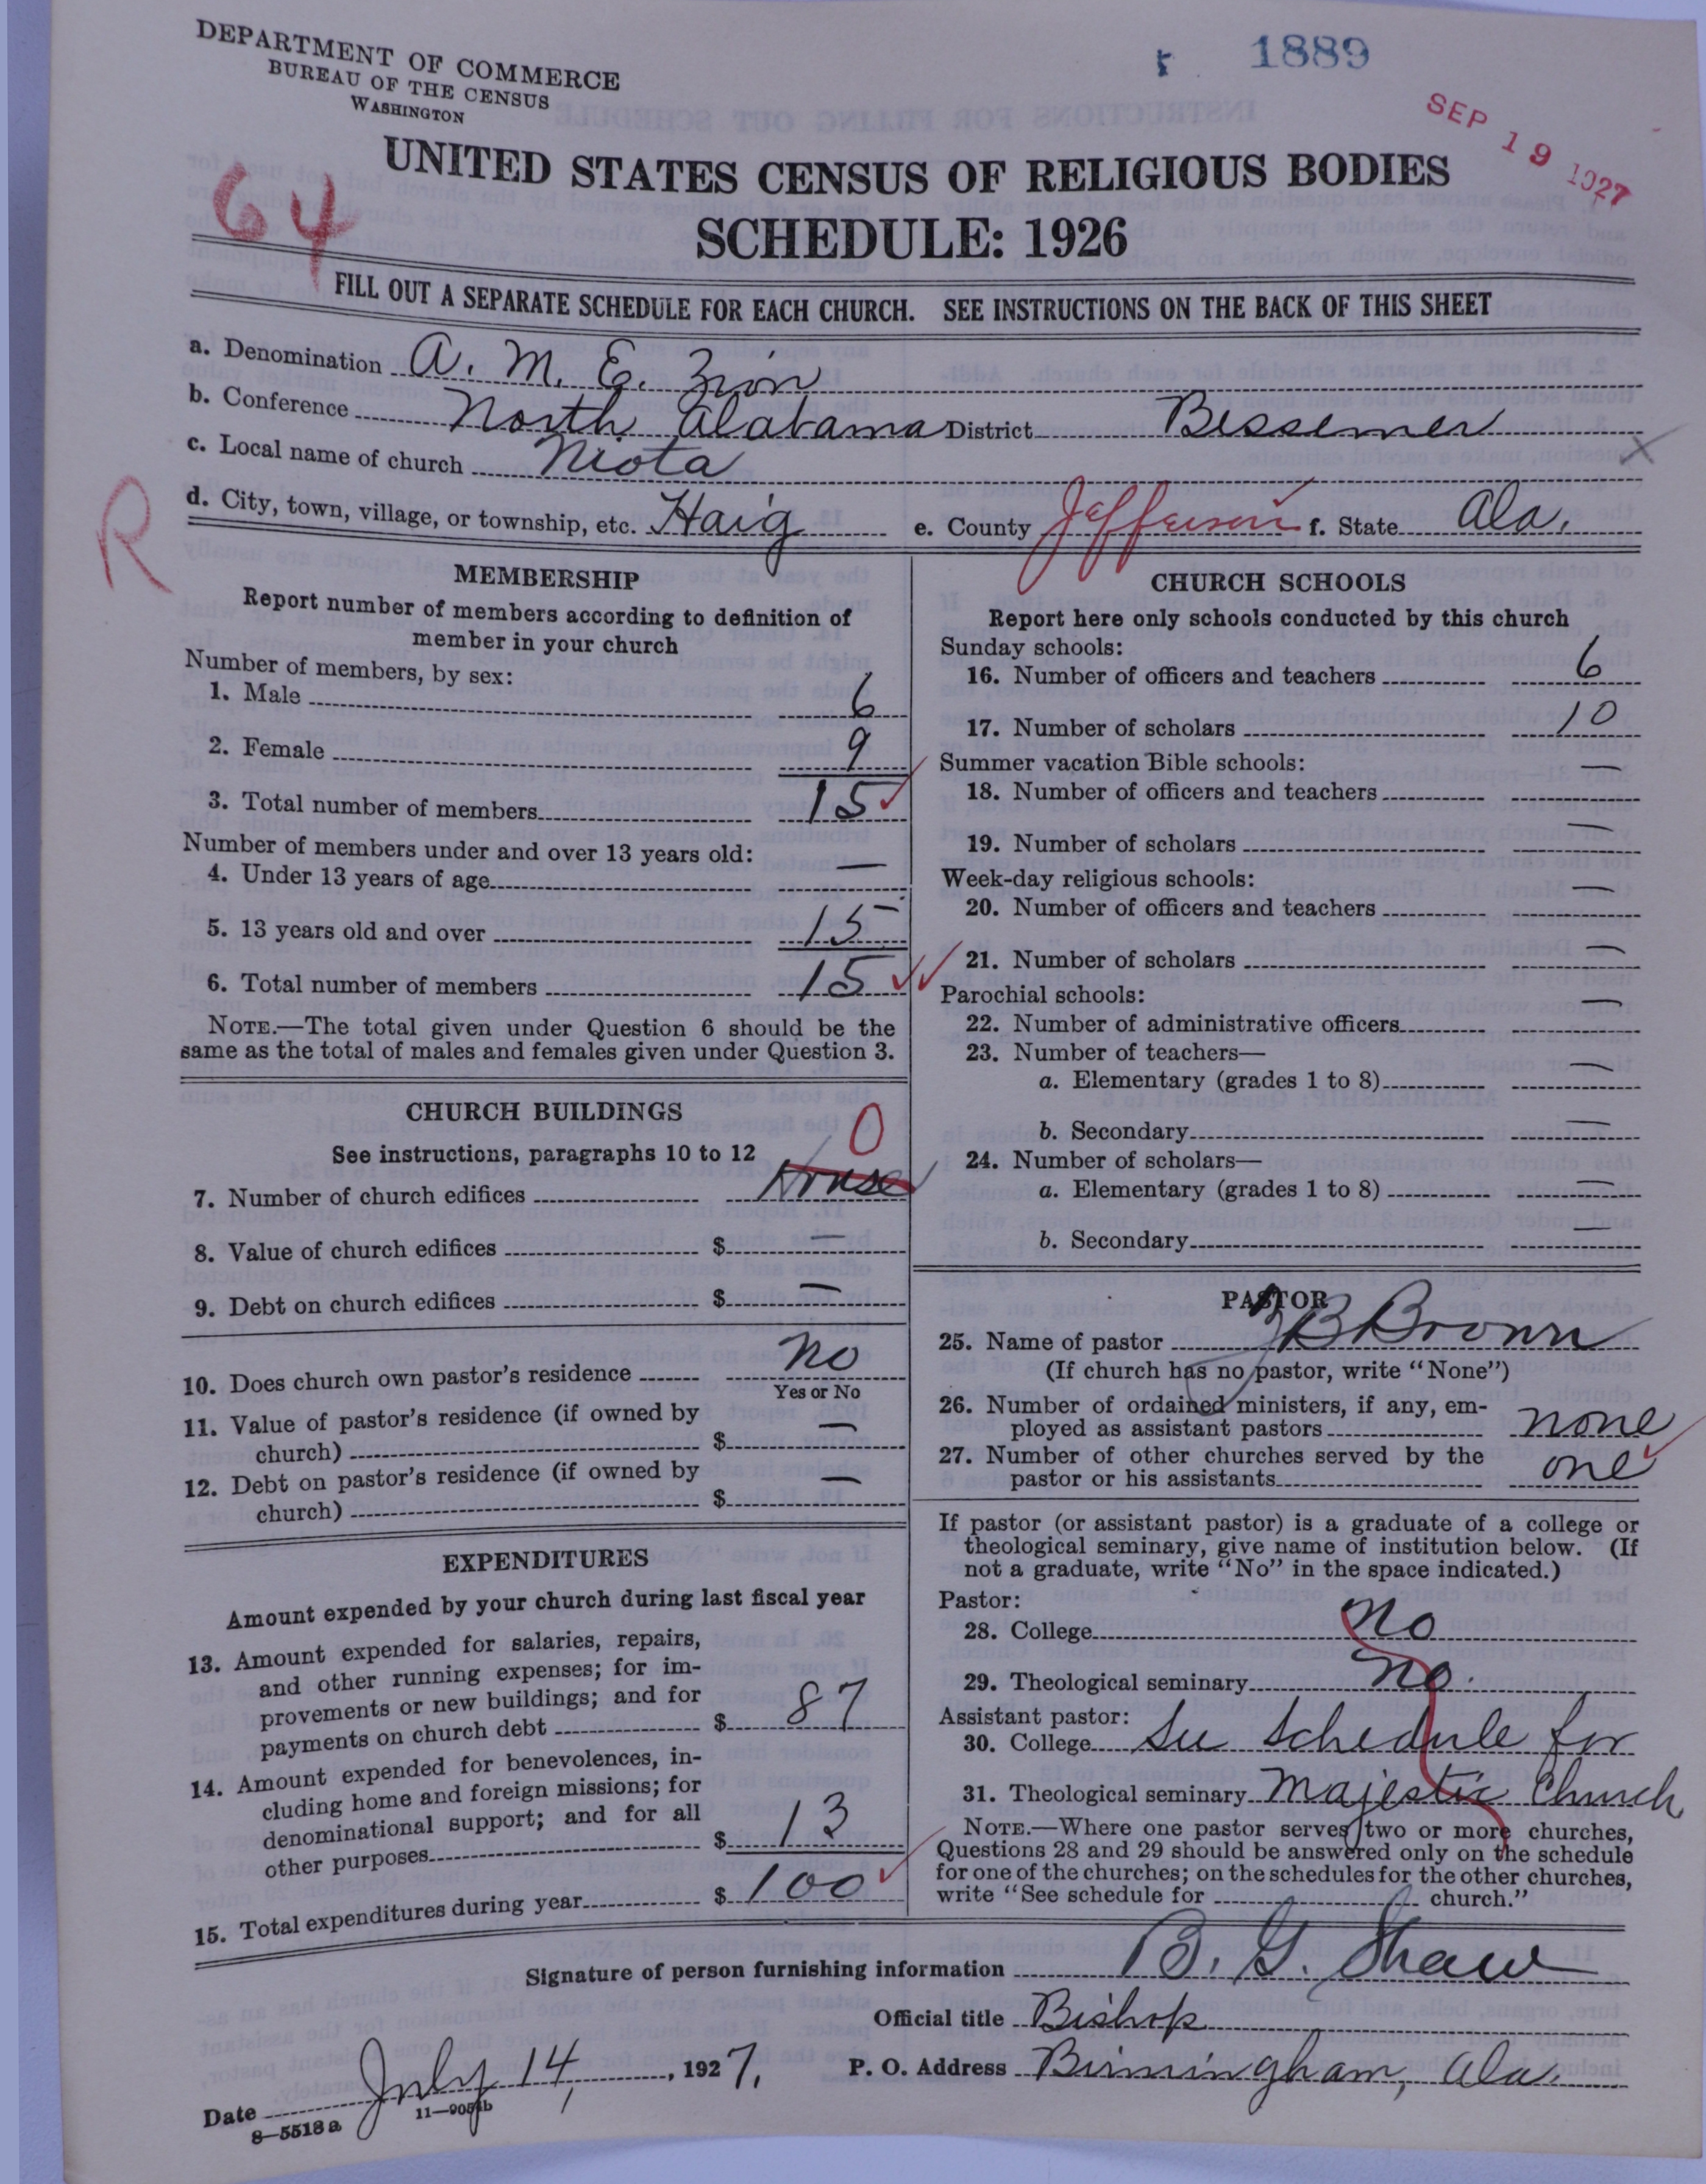 DEPARTMENT OF COMMERCE
BUREAU OF THE CENSUS
WASHINGTON
1889
SEP 19 1927
64
UNITED STATES CENSUS OF RELIGIOUS BODIES
SCHEDULE: 1926
FILL OUT A SEPARATE SCHEDULE FOR EACH CHURCH. SEE INSTRUCTIONS ON THE BACK OF THIS SHEET
a. Denomination A. M. E. Zion
b. Conference North Alabama District Bessemer
c. Local name of church Neota
R
d. City, town, village, or township, etc. Haig e. County Jefferson f. State Ala.
MEMBERSHIP
Report number of members according to definition of
member in your church
Number of members, by sex:
1. Male 6
2. Female 9
3. Total number of members 15
Number of members under and over 13 years old:
4. Under 13 years of age —
5. 13 years old and over 15
6. Total number of members 15
NOTE.—The total given under Question 6 should be the
same as the total of males and females given under Question 3.
CHURCH BUILDINGS
See instructions, paragraphs 10 to 12
0
7. Number of church edifices House
8. Value of church edifices $ —
9. Debt on church edifices $ —
10. Does church own pastor's residence no
Yes or No
11. Value of pastor's residence (if owned by
church) $ —
12. Debt on pastor's residence (if owned by
church) $ —
EXPENDITURES
Amount expended by your church during last fiscal year
13. Amount expended for salaries, repairs,
and other running expenses; for im-
provements or new buildings; and for
payments on church debt $ 87
14. Amount expended for benevolences, in-
cluding home and foreign missions; for
denominational support; and for all
other purposes $ 13
15. Total expenditures during year $ 100
CHURCH SCHOOLS
Report here only schools conducted by this church
Sunday schools:
16. Number of officers and teachers 6
17. Number of scholars 10
Summer vacation Bible schools:
18. Number of officers and teachers —
19. Number of scholars —
Week-day religious schools:
20. Number of officers and teachers —
21. Number of scholars —
Parochial schools:
22. Number of administrative officers —
23. Number of teachers—
a. Elementary (grades 1 to 8) —
b. Secondary —
24. Number of scholars—
a. Elementary (grades 1 to 8) —
b. Secondary —
PASTOR
25. Name of pastor B Brown
(If church has no pastor, write "None")
26. Number of ordained ministers, if any, em-
ployed as assistant pastors none
27. Number of other churches served by the
pastor or his assistants one
If pastor (or assistant pastor) is a graduate of a college or
theological seminary, give name of institution below. (If
not a graduate, write "No" in the space indicated.)
Pastor:
28. College no
29. Theological seminary no.
Assistant pastor:
30. College See Schedule for
31. Theological seminary Majestic Church
NOTE.—Where one pastor serves two or more churches,
Questions 28 and 29 should be answered only on the schedule
for one of the churches; on the schedules for the other churches,
write "See schedule for church."
Signature of person furnishing information B. G. Shaw
Official title Bishop
Date July 14, 1927. P. O. Address Birmingham, Ala.
8—5518a 11—9051b